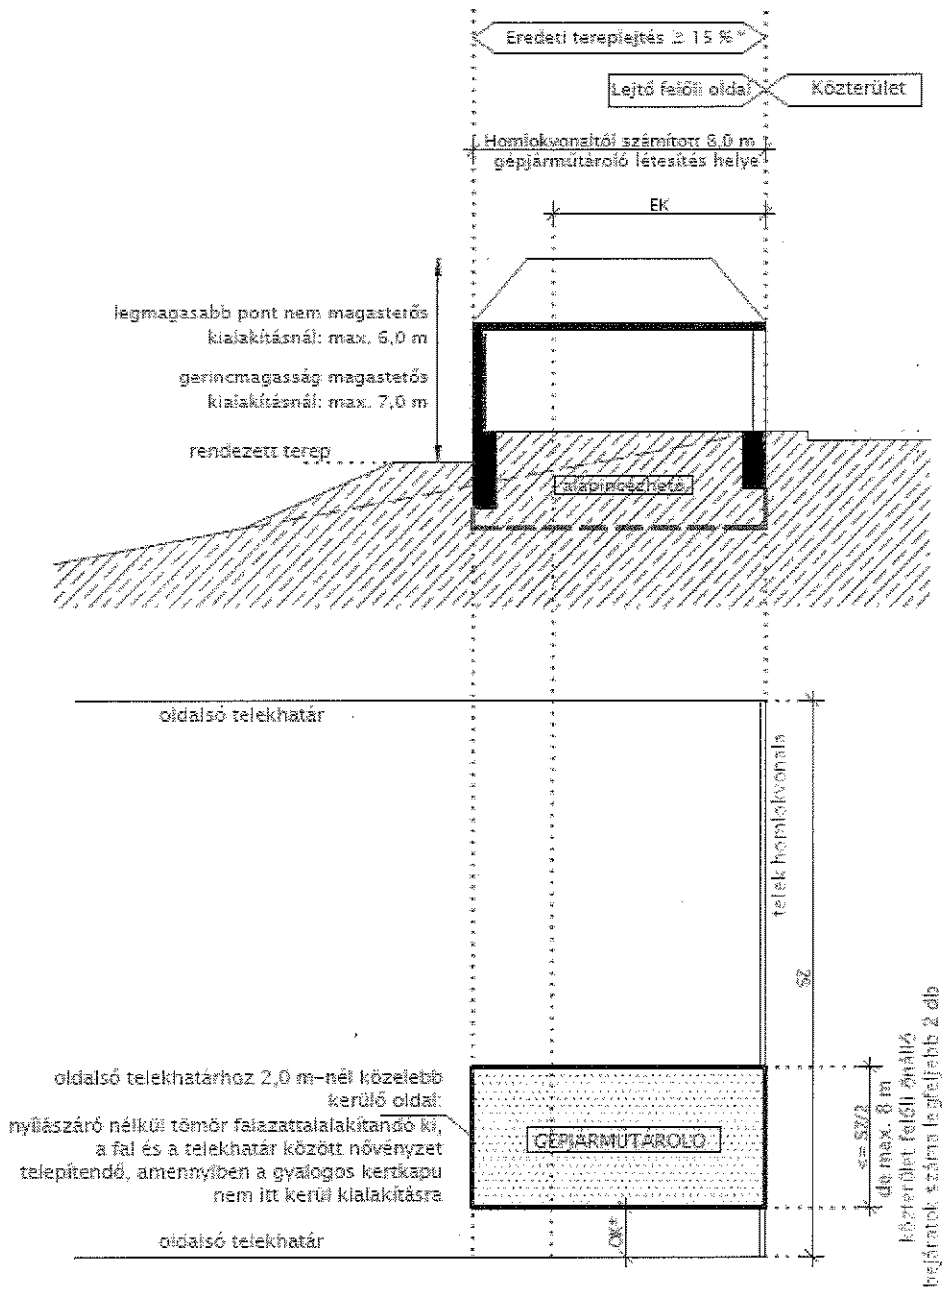 Eredeti tereplejtés ≥ 15 % *
Lejtő felőli oldal
Közterület
Homlokvonaltól számított 8,0 m
gépjárműtároló létesítés helye
EK
legmagasabb pont nem magastetős
kialakításnál: max. 6,0 m
gerincmagasság magastetős
kialakításnál: max. 7,0 m
rendezett terep
alápincézhető
oldalsó telekhatár
telek homlokvonala
oldalsó telekhatárhoz 2,0 m-nél közelebb
kerülő oldal:
nyílászáró nélkül tömör falazattalalakítandó ki,
a fal és a telekhatár között növényzet
telepítendő, amennyiben a gyalogos kertkapu
nem itt kerül kialakításra
GÉPJÁRMŰTÁROLÓ
<= SZ/2
de max. 8 m
közterület felőli önálló
bejáratok száma legfeljebb 2 db
oldalsó telekhatár